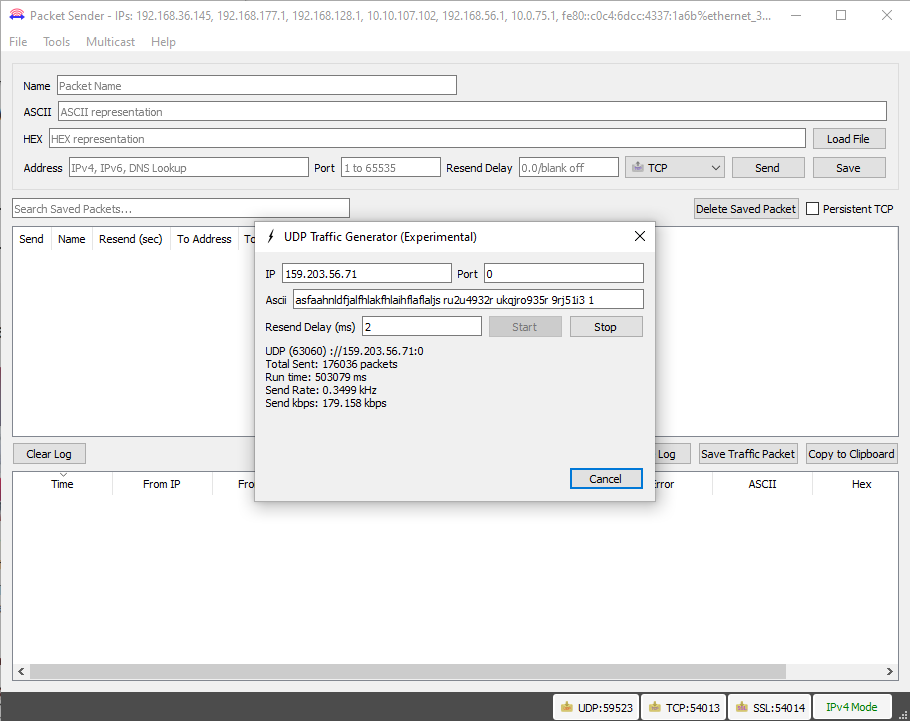 Packet Sender - IPs: 192.168.36.145, 192.168.177.1, 192.168.128.1, 10.10.107.102, 192.168.56.1, 10.0.75.1, fe80::c0c4:6dcc:4337:1a6b%ethernet_3...
File Tools Multicast Help
Name Packet Name
ASCII ASCII representation
HEX HEX representation Load File
Address IPv4, IPv6, DNS Lookup Port 1 to 65535 Resend Delay 0.0/blank off TCP Send Save
Search Saved Packets... Delete Saved Packet Persistent TCP
Send Name Resend (sec) To Address To
UDP Traffic Generator (Experimental)
IP 159.203.56.71 Port 0
Ascii asfaahnldfjalfhlakfhlaihflaflaljs ru2u4932r ukqjro935r 9rj51i3 1
Resend Delay (ms) 2 Start Stop
UDP (63060) ://159.203.56.71:0
Total Sent: 176036 packets
Run time: 503079 ms
Send Rate: 0.3499 kHz
Send kbps: 179.158 kbps
Cancel
Clear Log Log Save Traffic Packet Copy to Clipboard
Time From IP Fro rror ASCII Hex
UDP:59523 TCP:54013 SSL:54014 IPv4 Mode